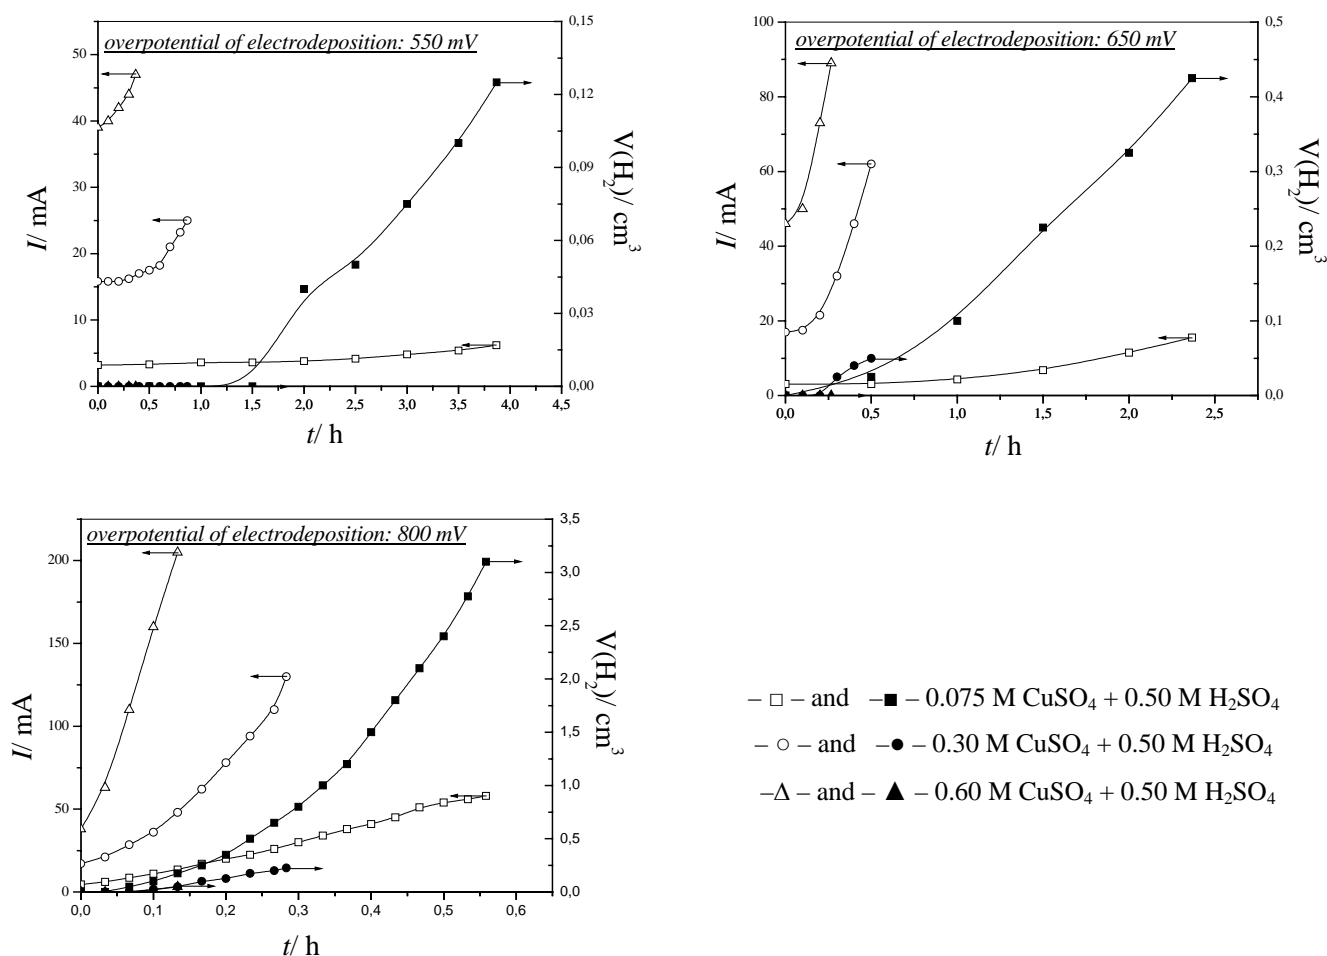 overpotential of electrodeposition: 550 mV
50
40
30
20
10
0
I/ mA
0,15
0,12
0,09
0,06
0,03
0,00
V(H₂)/ cm³
0,0 0,5 1,0 1,5 2,0 2,5 3,0 3,5 4,0 4,5
t/ h
overpotential of electrodeposition: 650 mV
100
80
60
40
20
0
I/ mA
0,5
0,4
0,3
0,2
0,1
0,0
V(H₂)/ cm³
0,0 0,5 1,0 1,5 2,0 2,5
t/ h
overpotential of electrodeposition: 800 mV
200
150
100
50
0
I/ mA
3,5
3,0
2,5
2,0
1,5
1,0
0,5
0,0
V(H₂)/ cm³
0,0 0,1 0,2 0,3 0,4 0,5 0,6
t/ h
– □ – and –■ – 0.075 M CuSO₄ + 0.50 M H₂SO₄
– ○ – and –● – 0.30 M CuSO₄ + 0.50 M H₂SO₄
–Δ – and – ▲ – 0.60 M CuSO₄ + 0.50 M H₂SO₄